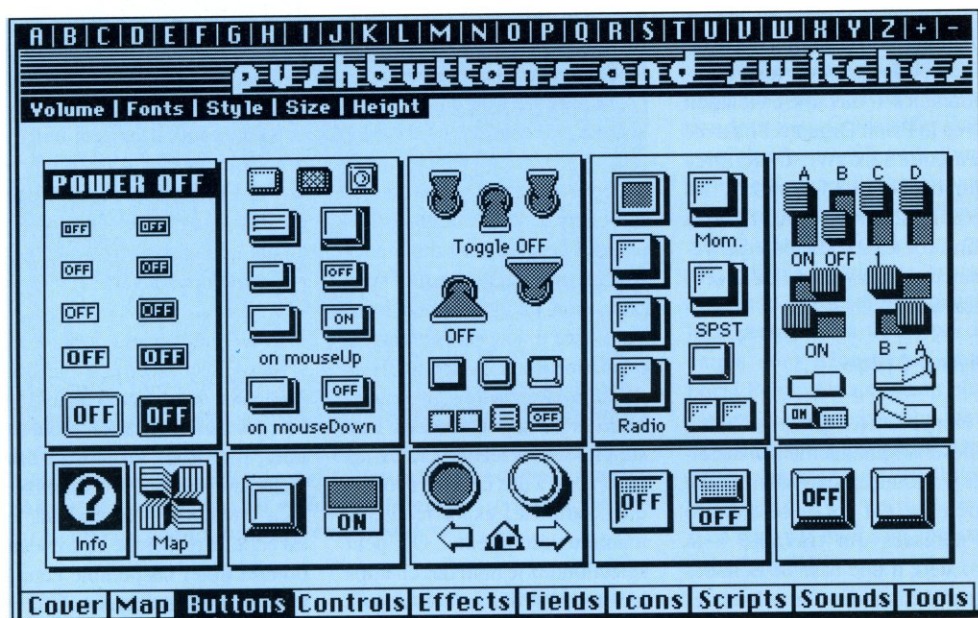 A|B|C|D|E|F|G|H|I|J|K|L|M|N|O|P|Q|R|S|T|U|V|W|X|Y|Z|+|-
pushbuttons and switches
Volume | Fonts | Style | Size | Height
POWER OFF
OFF OFF
OFF OFF
OFF OFF
OFF OFF
OFF OFF
OFF
ON
on mouseUp
OFF
on mouseDown
Toggle OFF
OFF
OFF
Mom.
SPST
Radio
A B C D
ON OFF 1
ON B - A
ON
Info Map
ON
OFF OFF
OFF
Cover|Map|Buttons|Controls|Effects|Fields|Icons|Scripts|Sounds|Tools